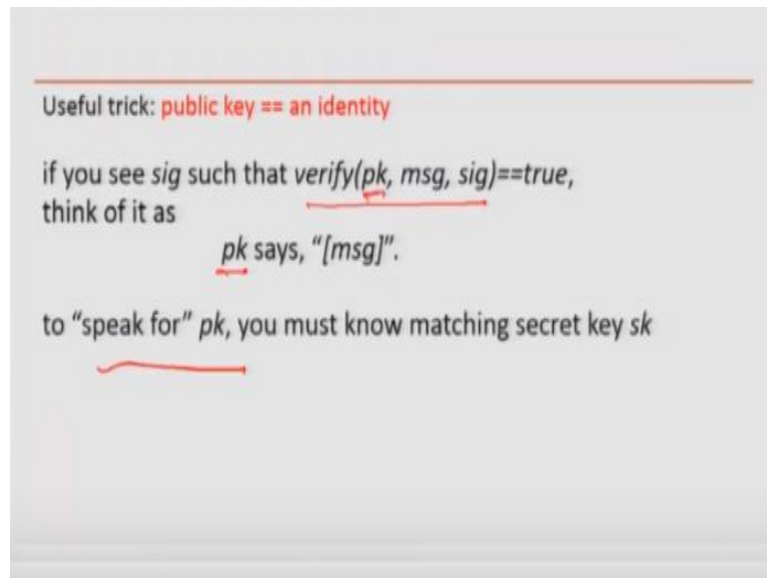 Useful trick: public key == an identity
if you see sig such that verify(pk, msg, sig)==true,
think of it as
pk says, "[msg]".
to "speak for" pk, you must know matching secret key sk